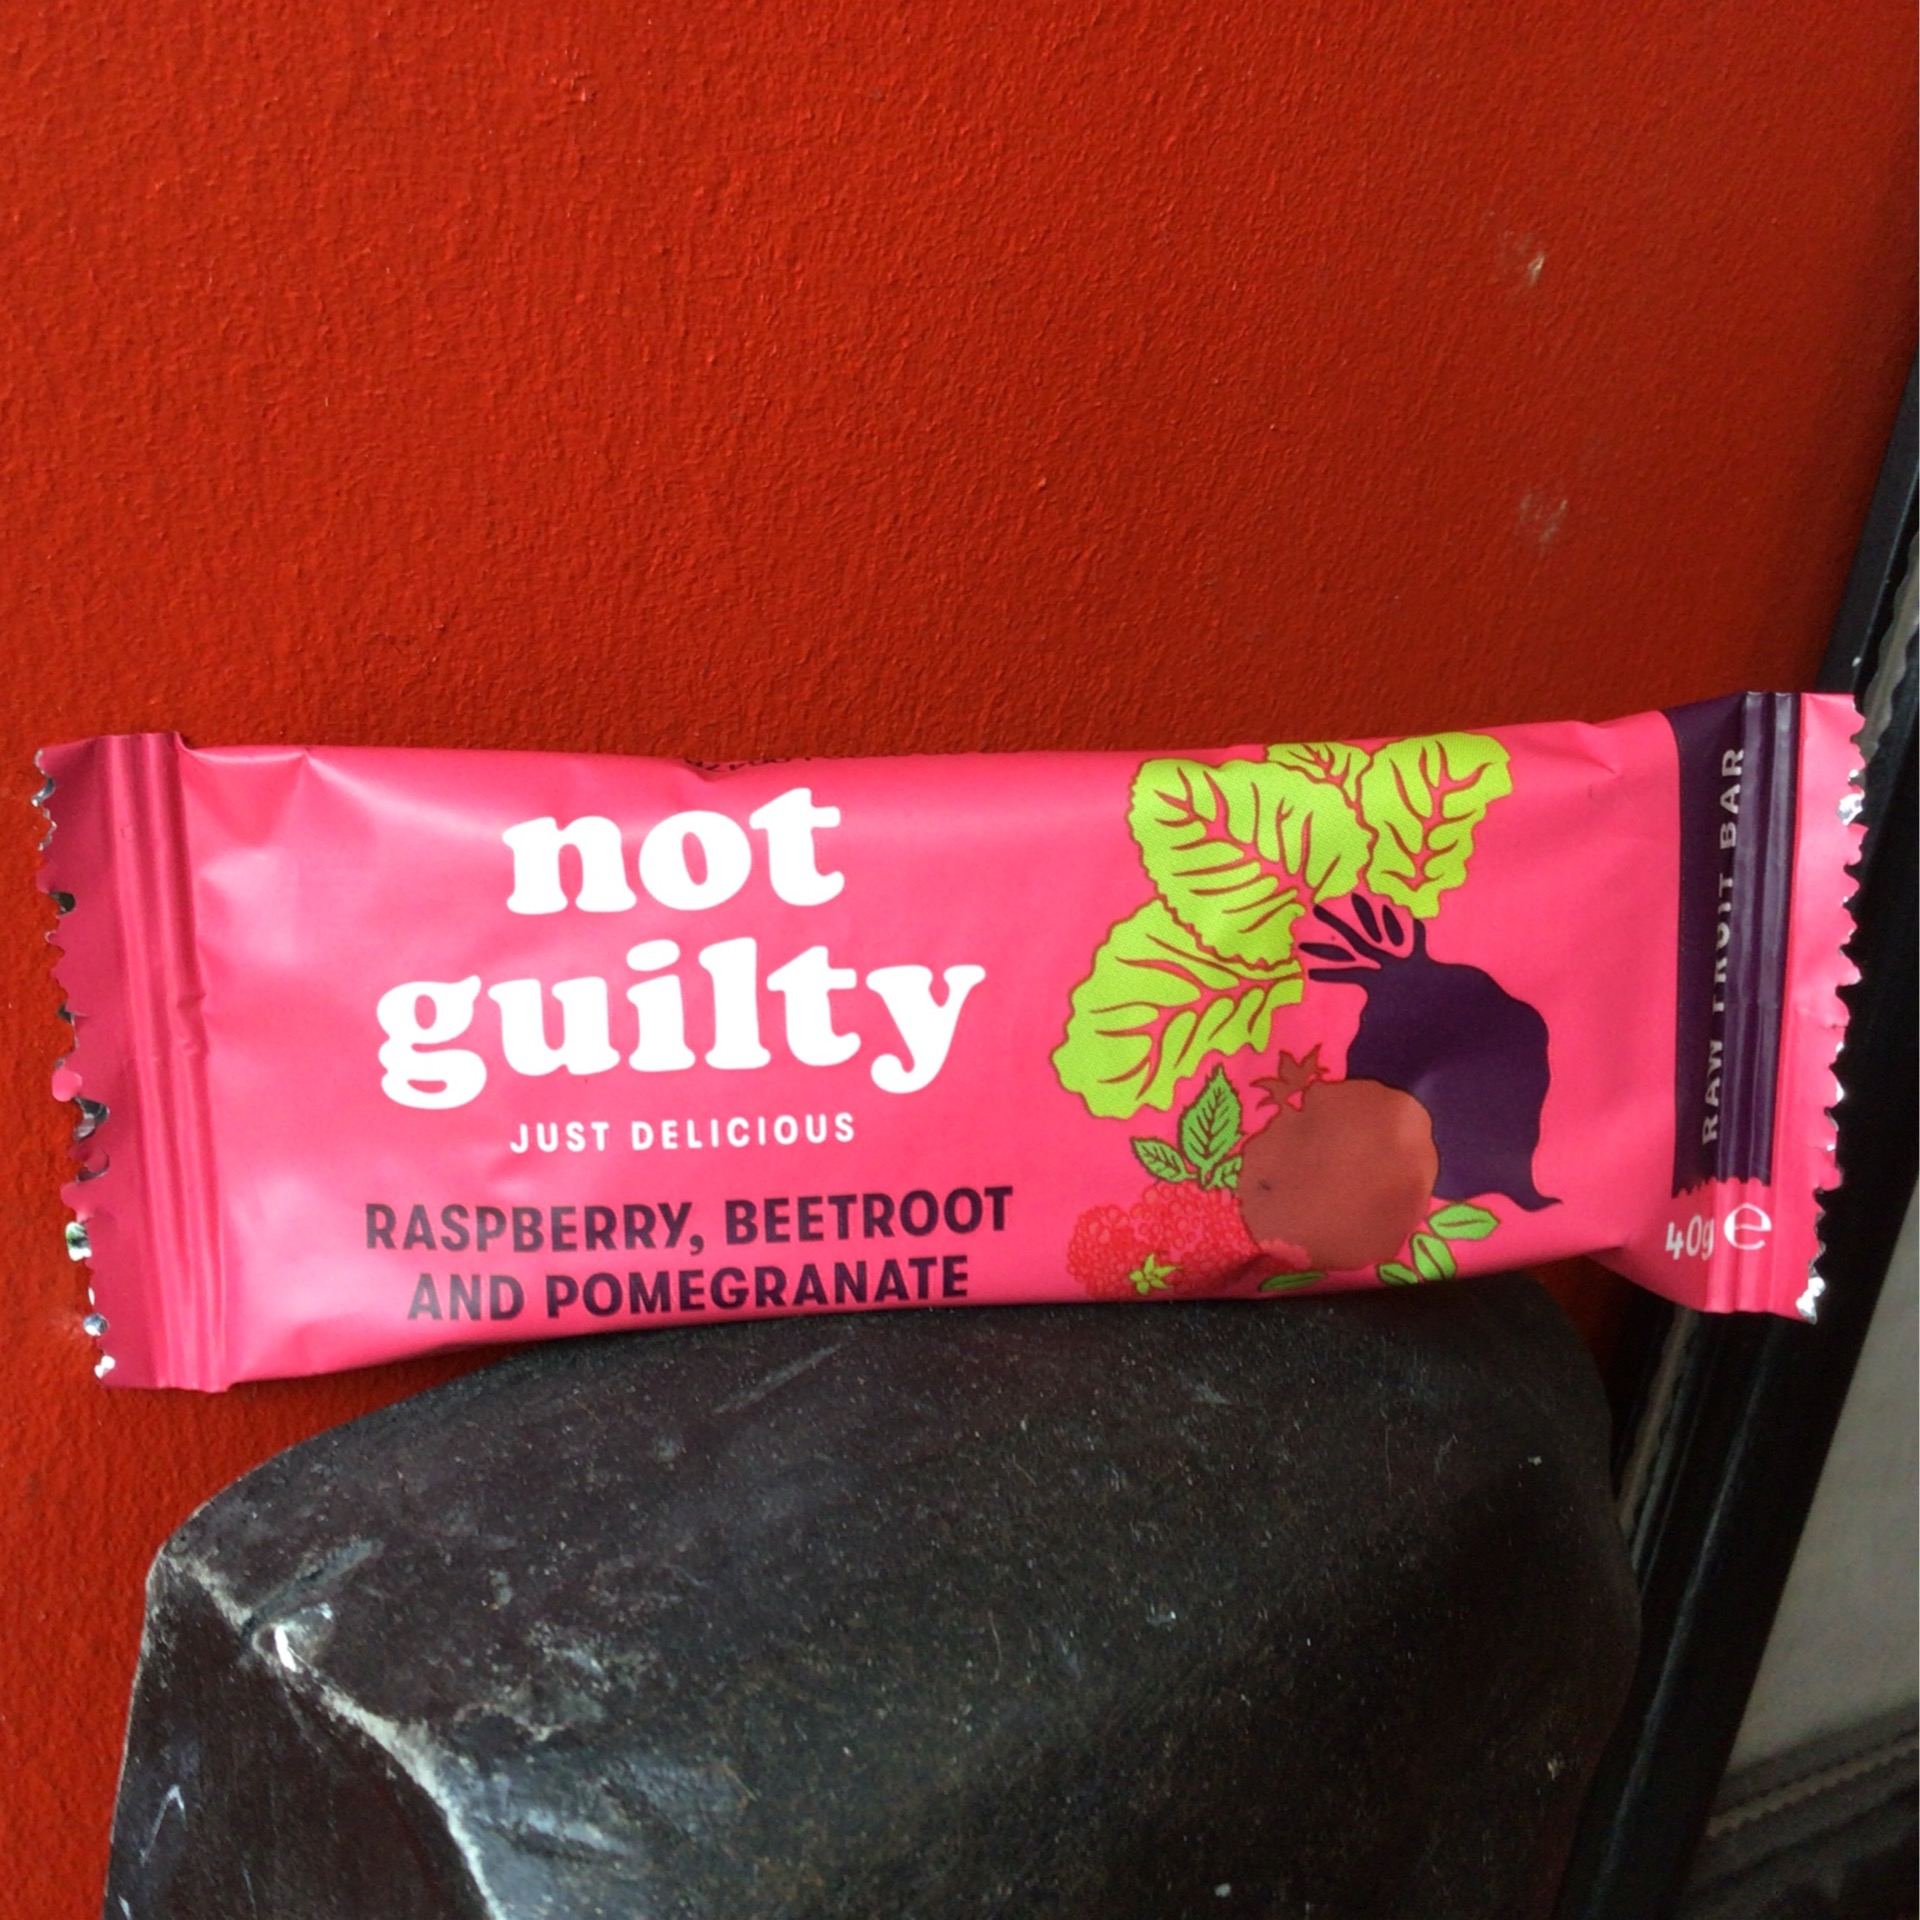 not
guilty
JUST DELICIOUS
RASPBERRY, BEETROOT
AND POMEGRANATE
RAW FRUIT BAR
40g e